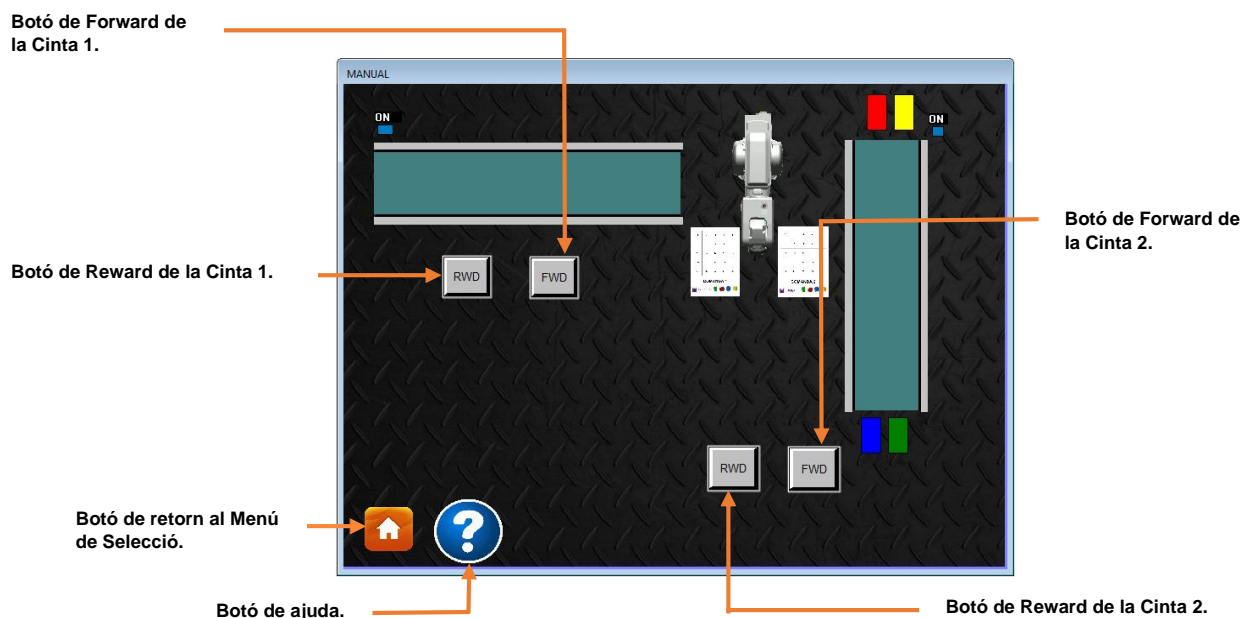 Botó de Forward de
la Cinta 1.
MANUAL
ON
ON
Botó de Forward de
la Cinta 2.
Botó de Reward de la Cinta 1.
RWD
FWD
RWD
FWD
Botó de retorn al Menú
de Selecció.
Botó de ajuda.
Botó de Reward de la Cinta 2.